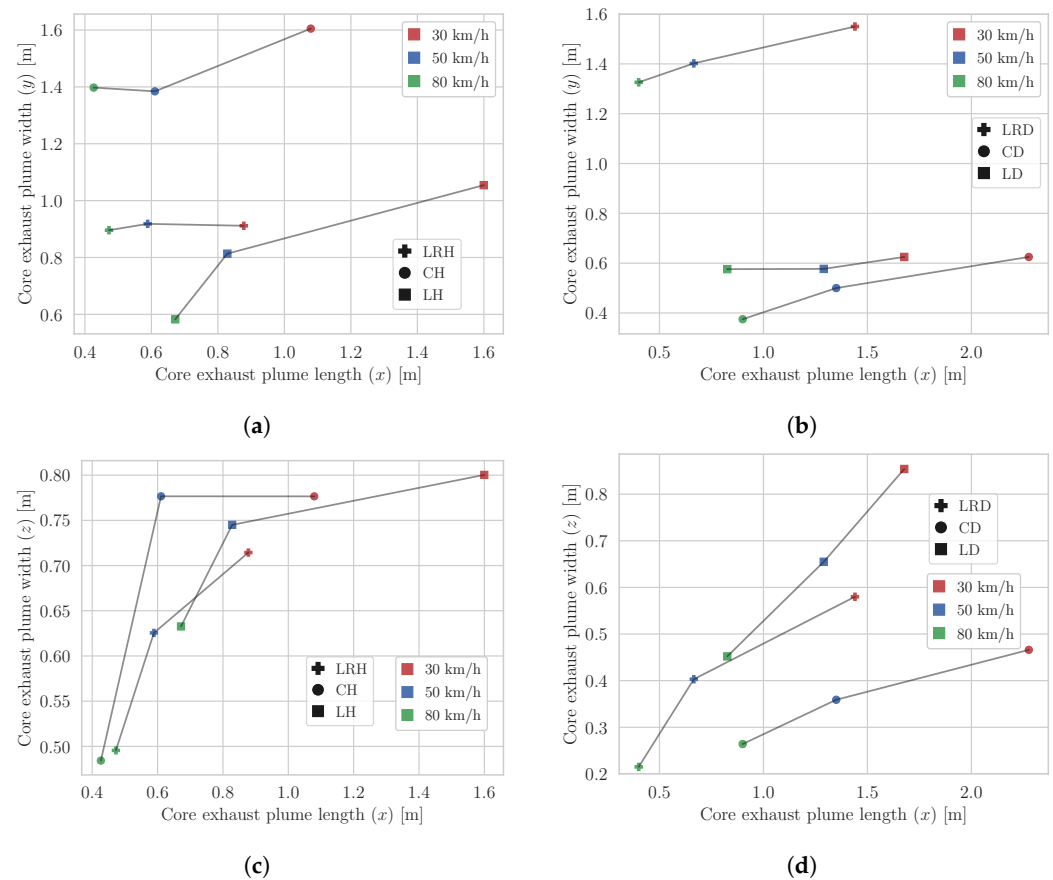 Core exhaust plume width (y) [m]
1.6
1.4
1.2
1.0
0.8
0.6
30 km/h
50 km/h
80 km/h
LRH
CH
LH
0.4 0.6 0.8 1.0 1.2 1.4 1.6
Core exhaust plume length (x) [m]
(a)
Core exhaust plume width (y) [m]
1.6
1.4
1.2
1.0
0.8
0.6
0.4
30 km/h
50 km/h
80 km/h
LRD
CD
LD
0.5 1.0 1.5 2.0
Core exhaust plume length (x) [m]
(b)
Core exhaust plume width (z) [m]
0.80
0.75
0.70
0.65
0.60
0.55
0.50
LRH
CH
LH
30 km/h
50 km/h
80 km/h
0.4 0.6 0.8 1.0 1.2 1.4 1.6
Core exhaust plume length (x) [m]
(c)
Core exhaust plume width (z) [m]
0.8
0.7
0.6
0.5
0.4
0.3
0.2
LRD
CD
LD
30 km/h
50 km/h
80 km/h
0.5 1.0 1.5 2.0
Core exhaust plume length (x) [m]
(d)